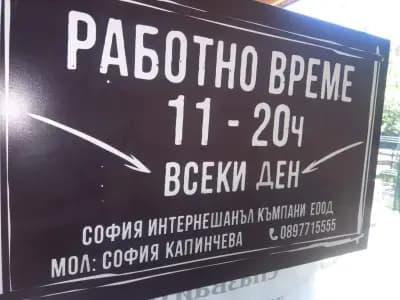 РАБОТНО ВРЕМЕ
11 - 20ч
ВСЕКИ ДЕН
СОФИЯ ИНТЕРНЕШАНЪЛ КЪМПАНИ ЕООД
МОЛ: СОФИЯ КАПИНЧЕВА 0897715555